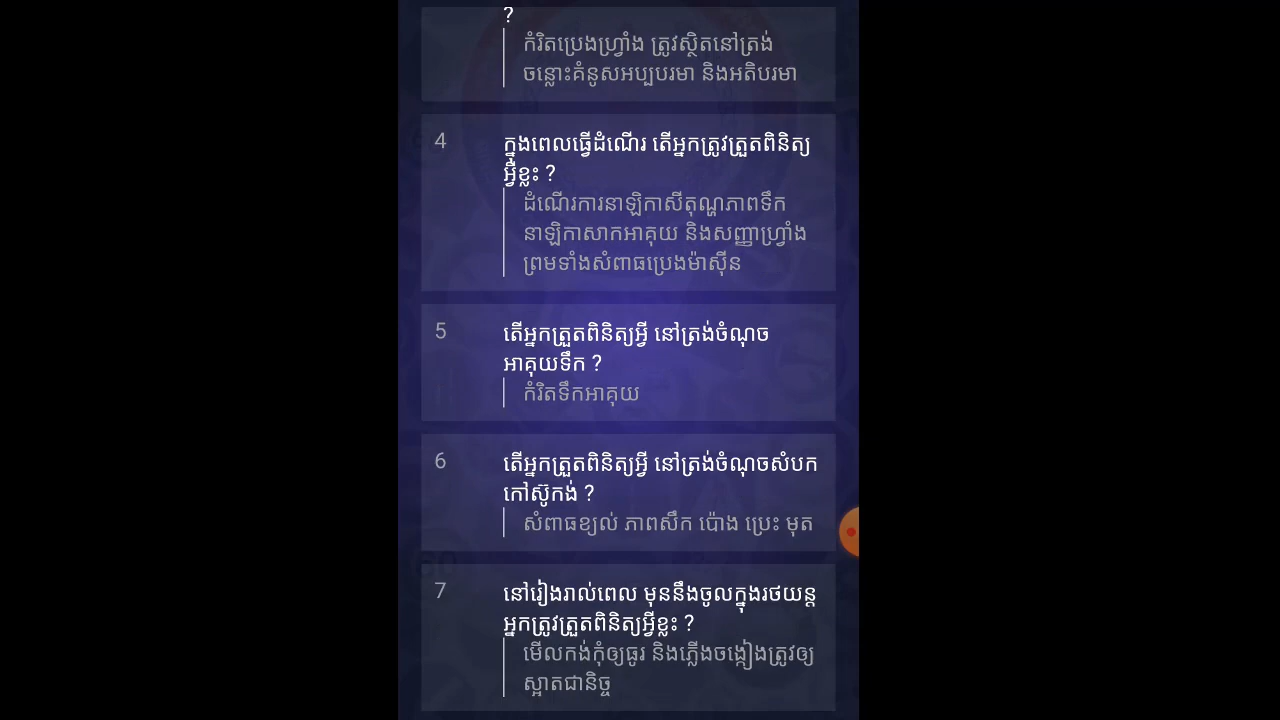 ?
កំរិតប្រេងហ្វ្រាំង ត្រូវស្ថិតនៅត្រង់
ចន្លោះគំនូសអប្បបរមា និងអតិបរមា
4
ក្នុងពេលធ្វើដំណើរ តើអ្នកត្រូវត្រួតពិនិត្យ
អ្វីខ្លះ ?
ដំណើរការនាឡិកាសីតុណ្ហភាពទឹក
នាឡិកាសាកអាគុយ និងសញ្ញាហ្វ្រាំង
ព្រមទាំងសំពាធប្រេងម៉ាស៊ីន
5
តើអ្នកត្រួតពិនិត្យអ្វី នៅត្រង់ចំណុច
អាគុយទឹក ?
កំរិតទឹកអាគុយ
6
តើអ្នកត្រួតពិនិត្យអ្វី នៅត្រង់ចំណុចសំបក
កៅស៊ូកង់ ?
សំពាធខ្យល់ ភាពសឹក ប៉ោង ប្រេះ មុត
7
នៅរៀងរាល់ពេល មុននឹងចូលក្នុងរថយន្ត
អ្នកត្រូវត្រួតពិនិត្យអ្វីខ្លះ ?
មើលកង់កុំឲ្យធូរ និងភ្លើងចង្កៀងត្រូវឲ្យ
ស្អាតជានិច្ច